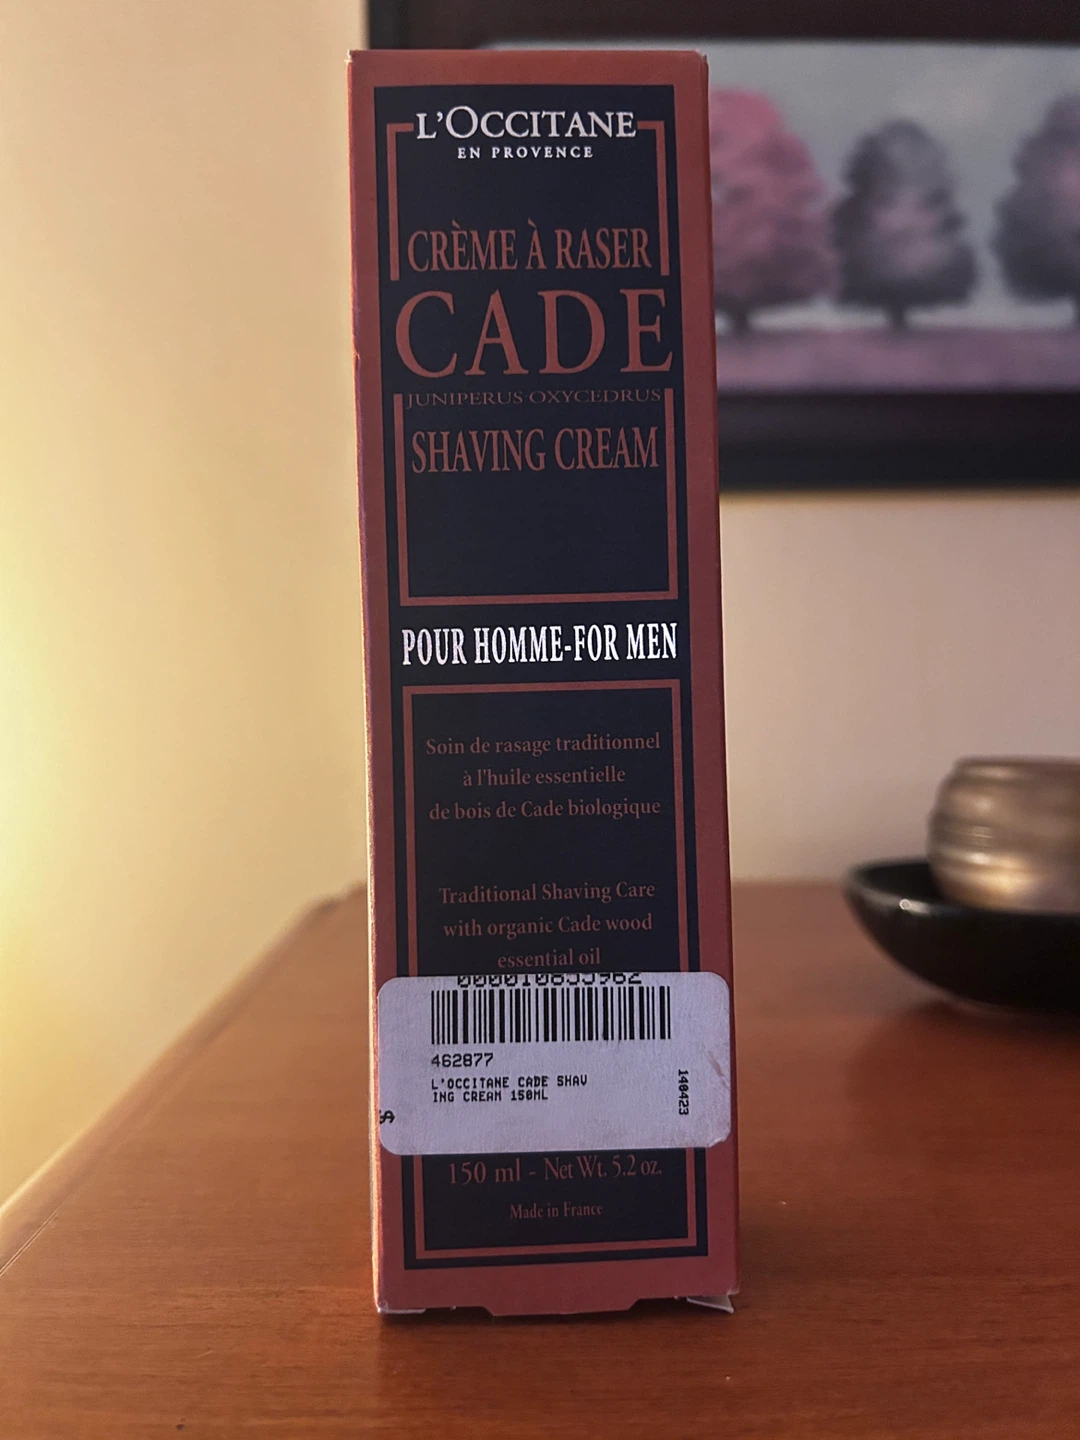 L'OCCITANE
EN PROVENCE
CRÈME À RASER
CADE
JUNIPERUS OXYCEDRUS
SHAVING CREAM
POUR HOMME-FOR MEN
Soin de rasage traditionnel
à l'huile essentielle
de bois de Cade biologique
Traditional Shaving Care
with organic Cade wood
essential oil
462877
L'OCCITANE CADE SHAV
ING CREAM 150ML
140423
$
150 ml - Net Wt. 5.2 oz.
Made in France